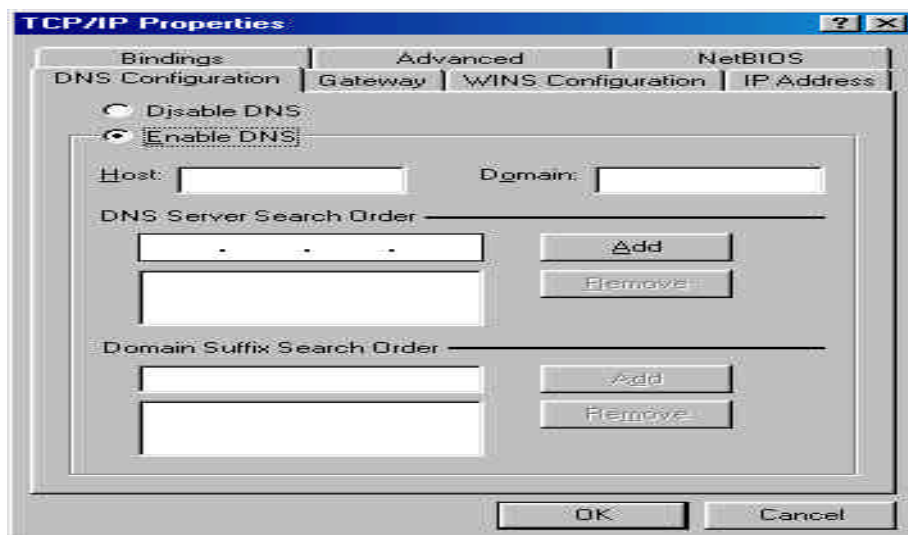 TCP/IP Properties ? ×
Bindings Advanced NetBIOS
DNS Configuration Gateway WINS Configuration IP Address
Disable DNS
Enable DNS
Host: Domain:
DNS Server Search Order
. . . Add
Remove
Domain Suffix Search Order
Add
Remove
OK Cancel